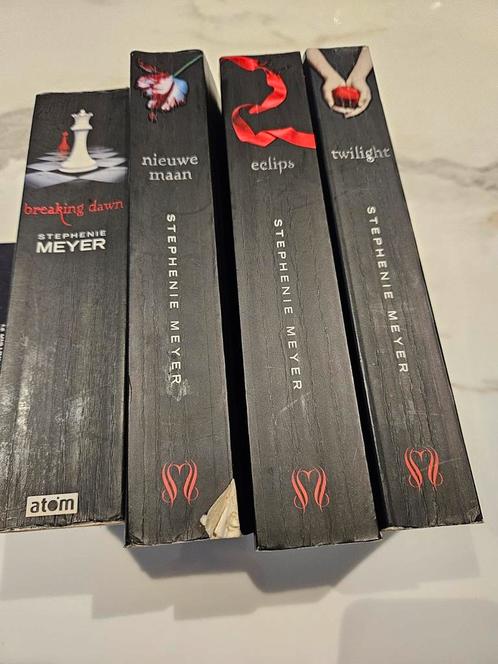 breaking dawn
STEPHENIE
MEYER
atom
nieuwe
maan
STEPHENIE MEYER
eclips
STEPHENIE MEYER
twilight
STEPHENIE MEYER